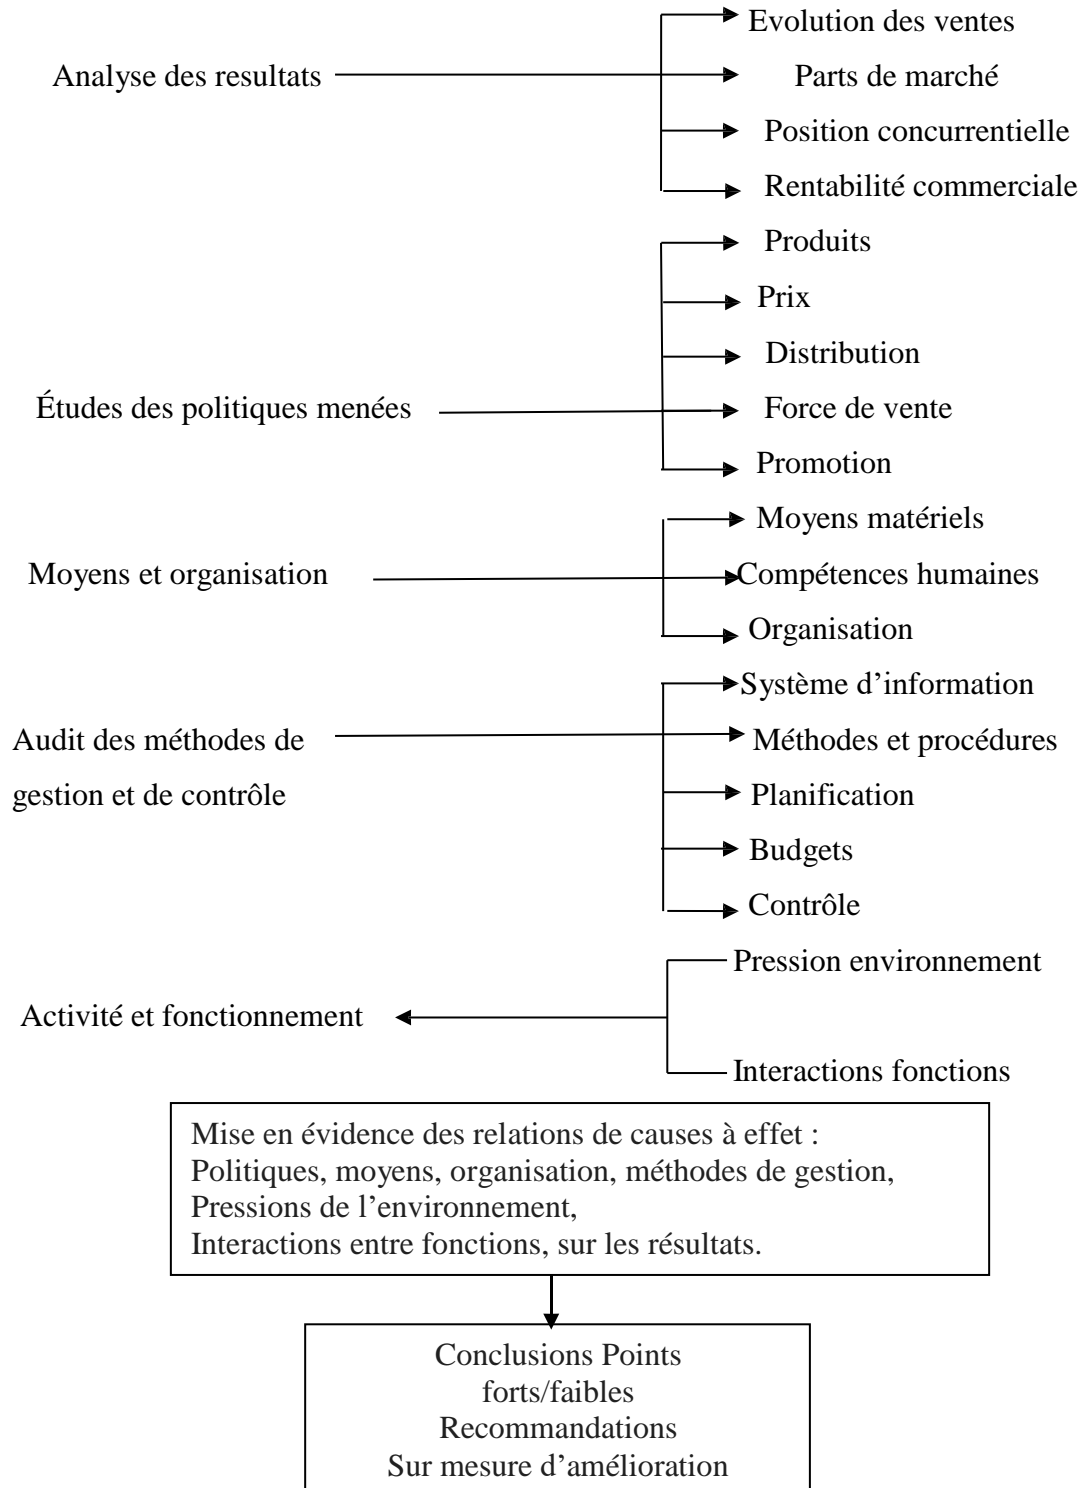 Evolution des ventes
Analyse des resultats
Parts de marché
Position concurrentielle
Rentabilité commerciale
Produits
Prix
Distribution
Études des politiques menées
Force de vente
Promotion
Moyens matériels
Moyens et organisation
Compétences humaines
Organisation
Système d’information
Audit des méthodes de
gestion et de contrôle
Méthodes et procédures
Planification
Budgets
Contrôle
Pression environnement
Activité et fonctionnement
Interactions fonctions
Mise en évidence des relations de causes à effet :
Politiques, moyens, organisation, méthodes de gestion,
Pressions de l’environnement,
Interactions entre fonctions, sur les résultats.
Conclusions Points
forts/faibles
Recommandations
Sur mesure d’amélioration